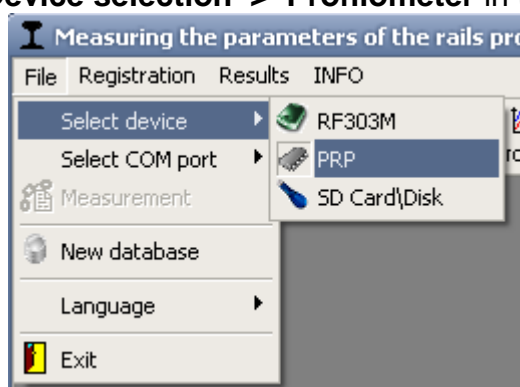 Device selection -> Profilometer in
Measuring the parameters of the rails pro
File Registration Results INFO
Select device
RF303M
Select COM port
PRP
Measurement
SD Card\Disk
New database
Language
Exit